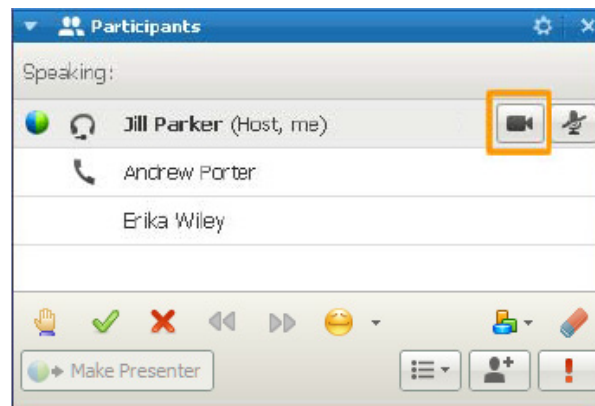 Participants
Speaking:
Jill Parker (Host, me)
Andrew Porter
Erika Wiley
Make Presenter